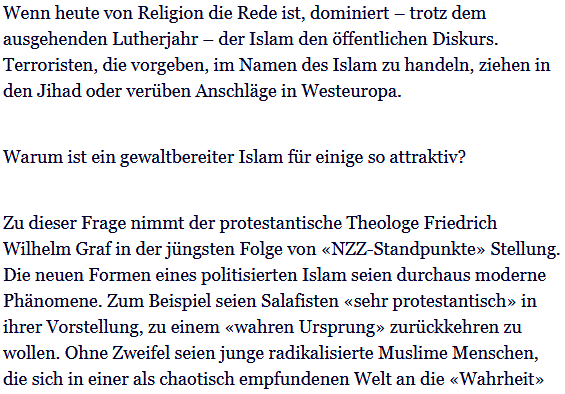 Wenn heute von Religion die Rede ist, dominiert – trotz dem
ausgehenden Lutherjahr – der Islam den öffentlichen Diskurs.
Terroristen, die vorgeben, im Namen des Islam zu handeln, ziehen in
den Jihad oder verüben Anschläge in Westeuropa.
Warum ist ein gewaltbereiter Islam für einige so attraktiv?
Zu dieser Frage nimmt der protestantische Theologe Friedrich
Wilhelm Graf in der jüngsten Folge von «NZZ-Standpunkte» Stellung.
Die neuen Formen eines politisierten Islam seien durchaus moderne
Phänomene. Zum Beispiel seien Salafisten «sehr protestantisch» in
ihrer Vorstellung, zu einem «wahren Ursprung» zurückkehren zu
wollen. Ohne Zweifel seien junge radikalisierte Muslime Menschen,
die sich in einer als chaotisch empfundenen Welt an die «Wahrheit»